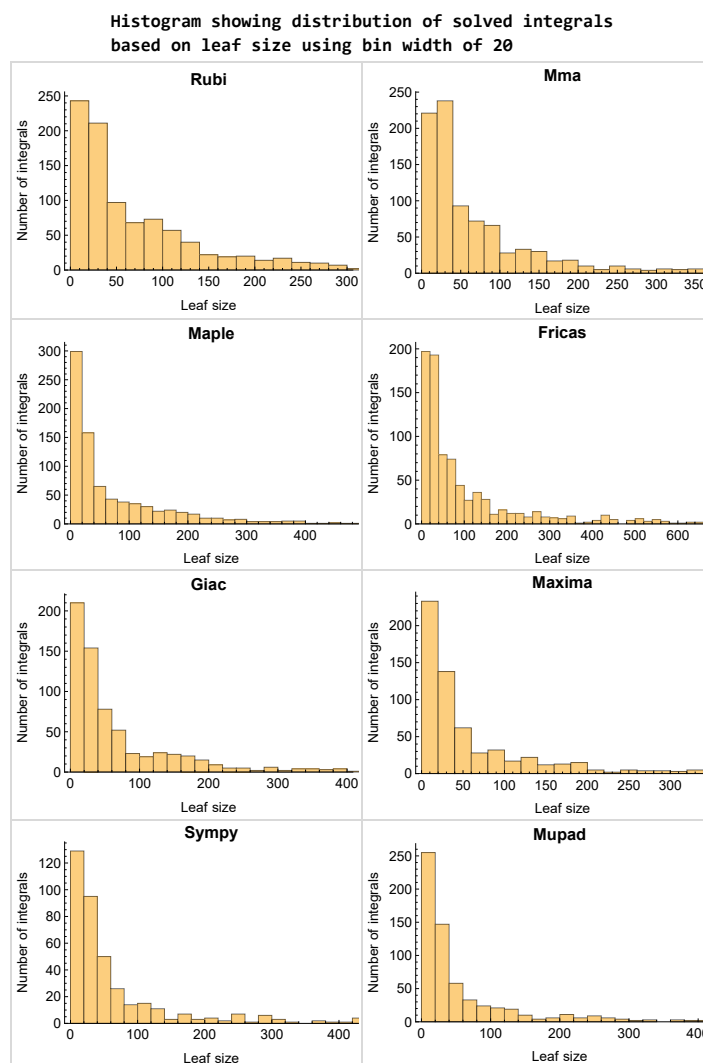 Histogram showing distribution of solved integrals
based on leaf size using bin width of 20
Rubi
Number of integrals
250
200
150
100
50
0
0 50 100 150 200 250 300
Leaf size
Mma
Number of integrals
250
200
150
100
50
0
0 50 100 150 200 250 300 350
Leaf size
Maple
Number of integrals
300
250
200
150
100
50
0
0 100 200 300 400
Leaf size
Fricas
Number of integrals
200
150
100
50
0
0 100 200 300 400 500 600
Leaf size
Giac
Number of integrals
200
150
100
50
0
0 100 200 300 400
Leaf size
Maxima
Number of integrals
200
150
100
50
0
0 50 100 150 200 250 300
Leaf size
Sympy
Number of integrals
120
100
80
60
40
20
0
0 100 200 300 400
Leaf size
Mupad
Number of integrals
250
200
150
100
50
0
0 100 200 300 400
Leaf size